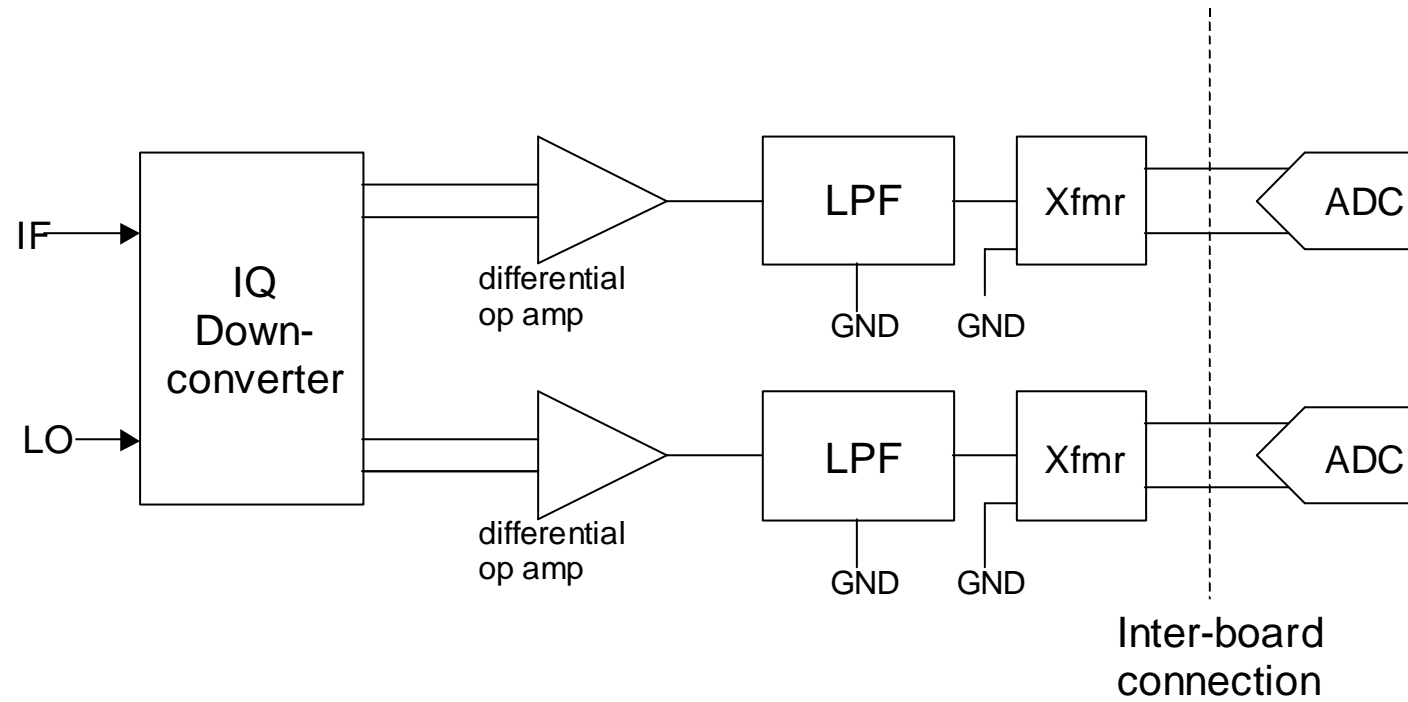 IF
LO
IQ
Down-
converter
differential
op amp
LPF
GND
Xfmr
GND
ADC
differential
op amp
LPF
GND
Xfmr
GND
ADC
Inter-board
connection